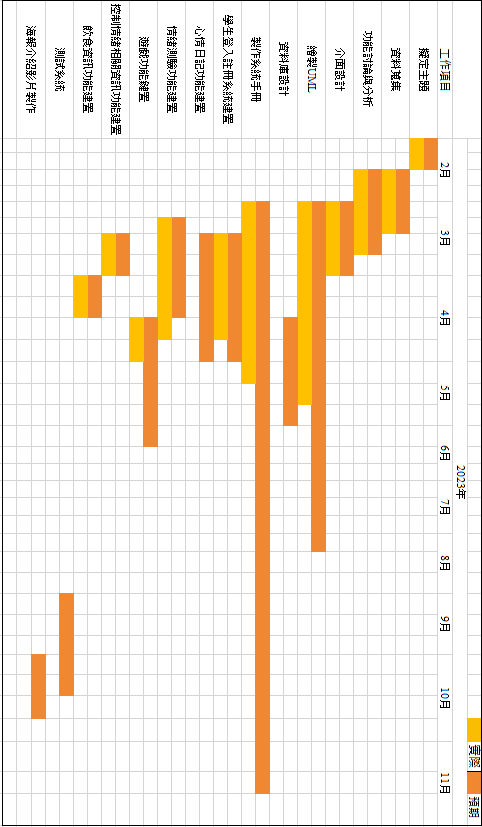 2023年
工作項目 2月 3月 4月 5月 6月 7月 8月 9月 10月 11月
擬定主題
資料蒐集
功能討論與分析
介面設計
繪製UML
資料庫設計
製作系統手冊
學生登入註冊系統建置
心情日記功能建置
情緒測驗功能建置
遊戲功能建置
控制情緒相關資訊功能建置
飲食資訊功能建置
測試系統
海報介紹影片製作
實際
預期